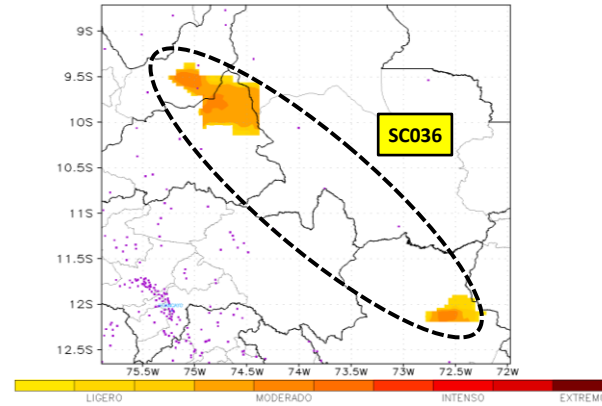 9S
9.5S
10S
10.5S
11S
11.5S
12S
12.5S
SC036
75.5W
75W
74.5W
74W
73.5W
73W
72.5W
72W
LIGERO
MODERADO
INTENSO
EXTREMO